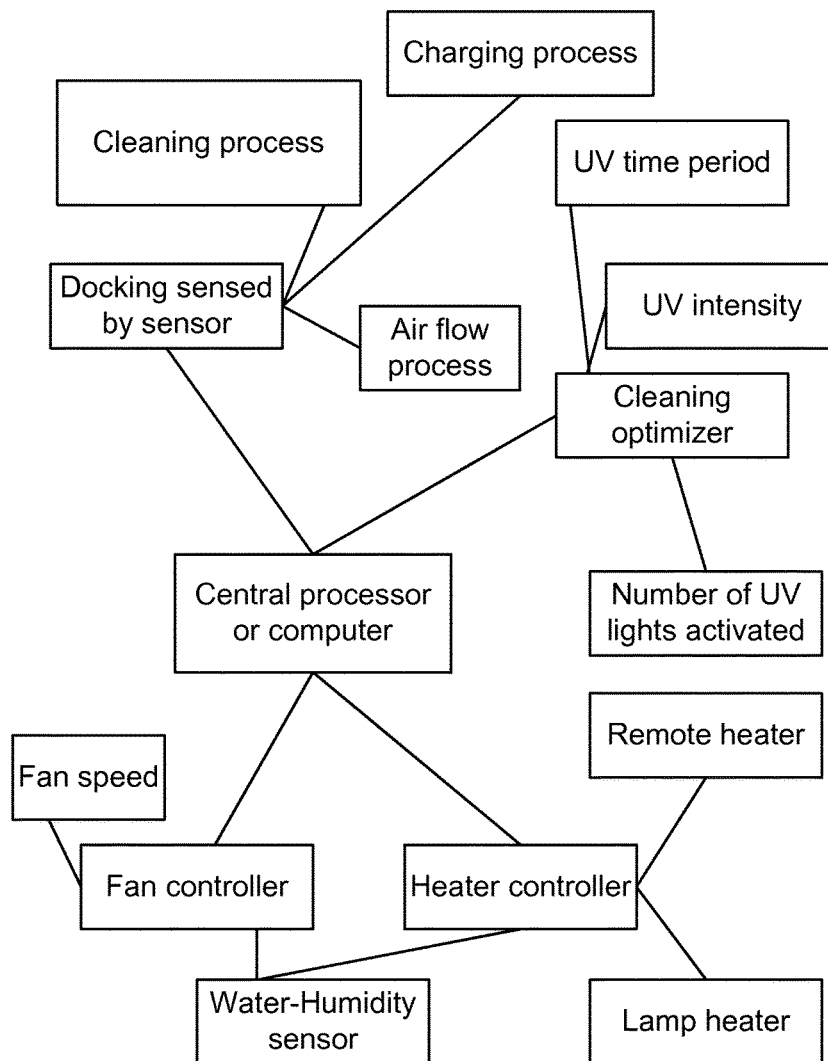 Charging process
Cleaning process
UV time period
Docking sensed
by sensor
UV intensity
Air flow
process
Cleaning
optimizer
Central processor
or computer
Number of UV
lights activated
Remote heater
Fan speed
Fan controller
Heater controller
Water-Humidity
sensor
Lamp heater